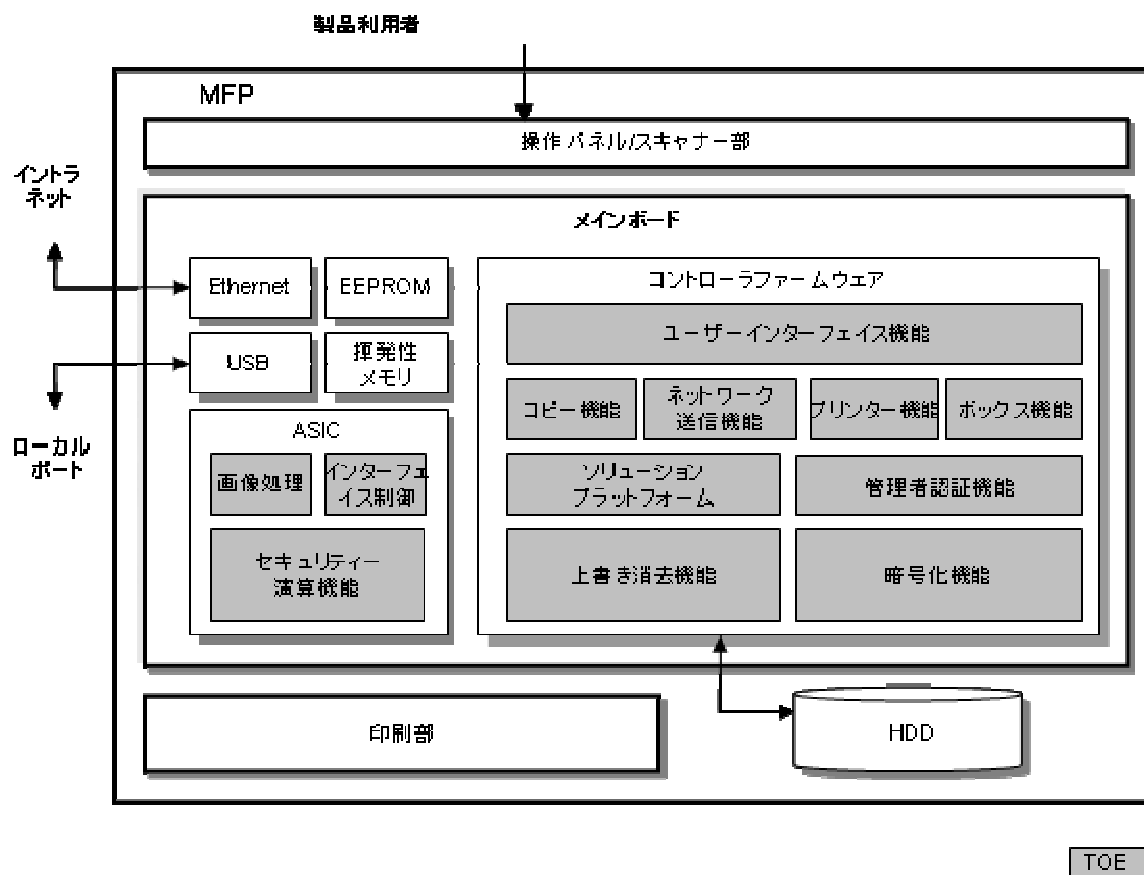 製品利用者
MFP
操作パネル/スキャナー部
イントラ
ネット
メインボード
Ethernet
EEPROM
USB
揮発性
メモリ
ローカル
ポート
ASIC
画像処理
インターフェ
イス制御
セキュリティー
演算機能
コントローラファームウェア
ユーザーインターフェイス機能
コピー機能
ネットワーク
送信機能
プリンター機能
ボックス機能
ソリューション
プラットフォーム
管理者認証機能
上書き消去機能
暗号化機能
印刷部
HDD
TOE